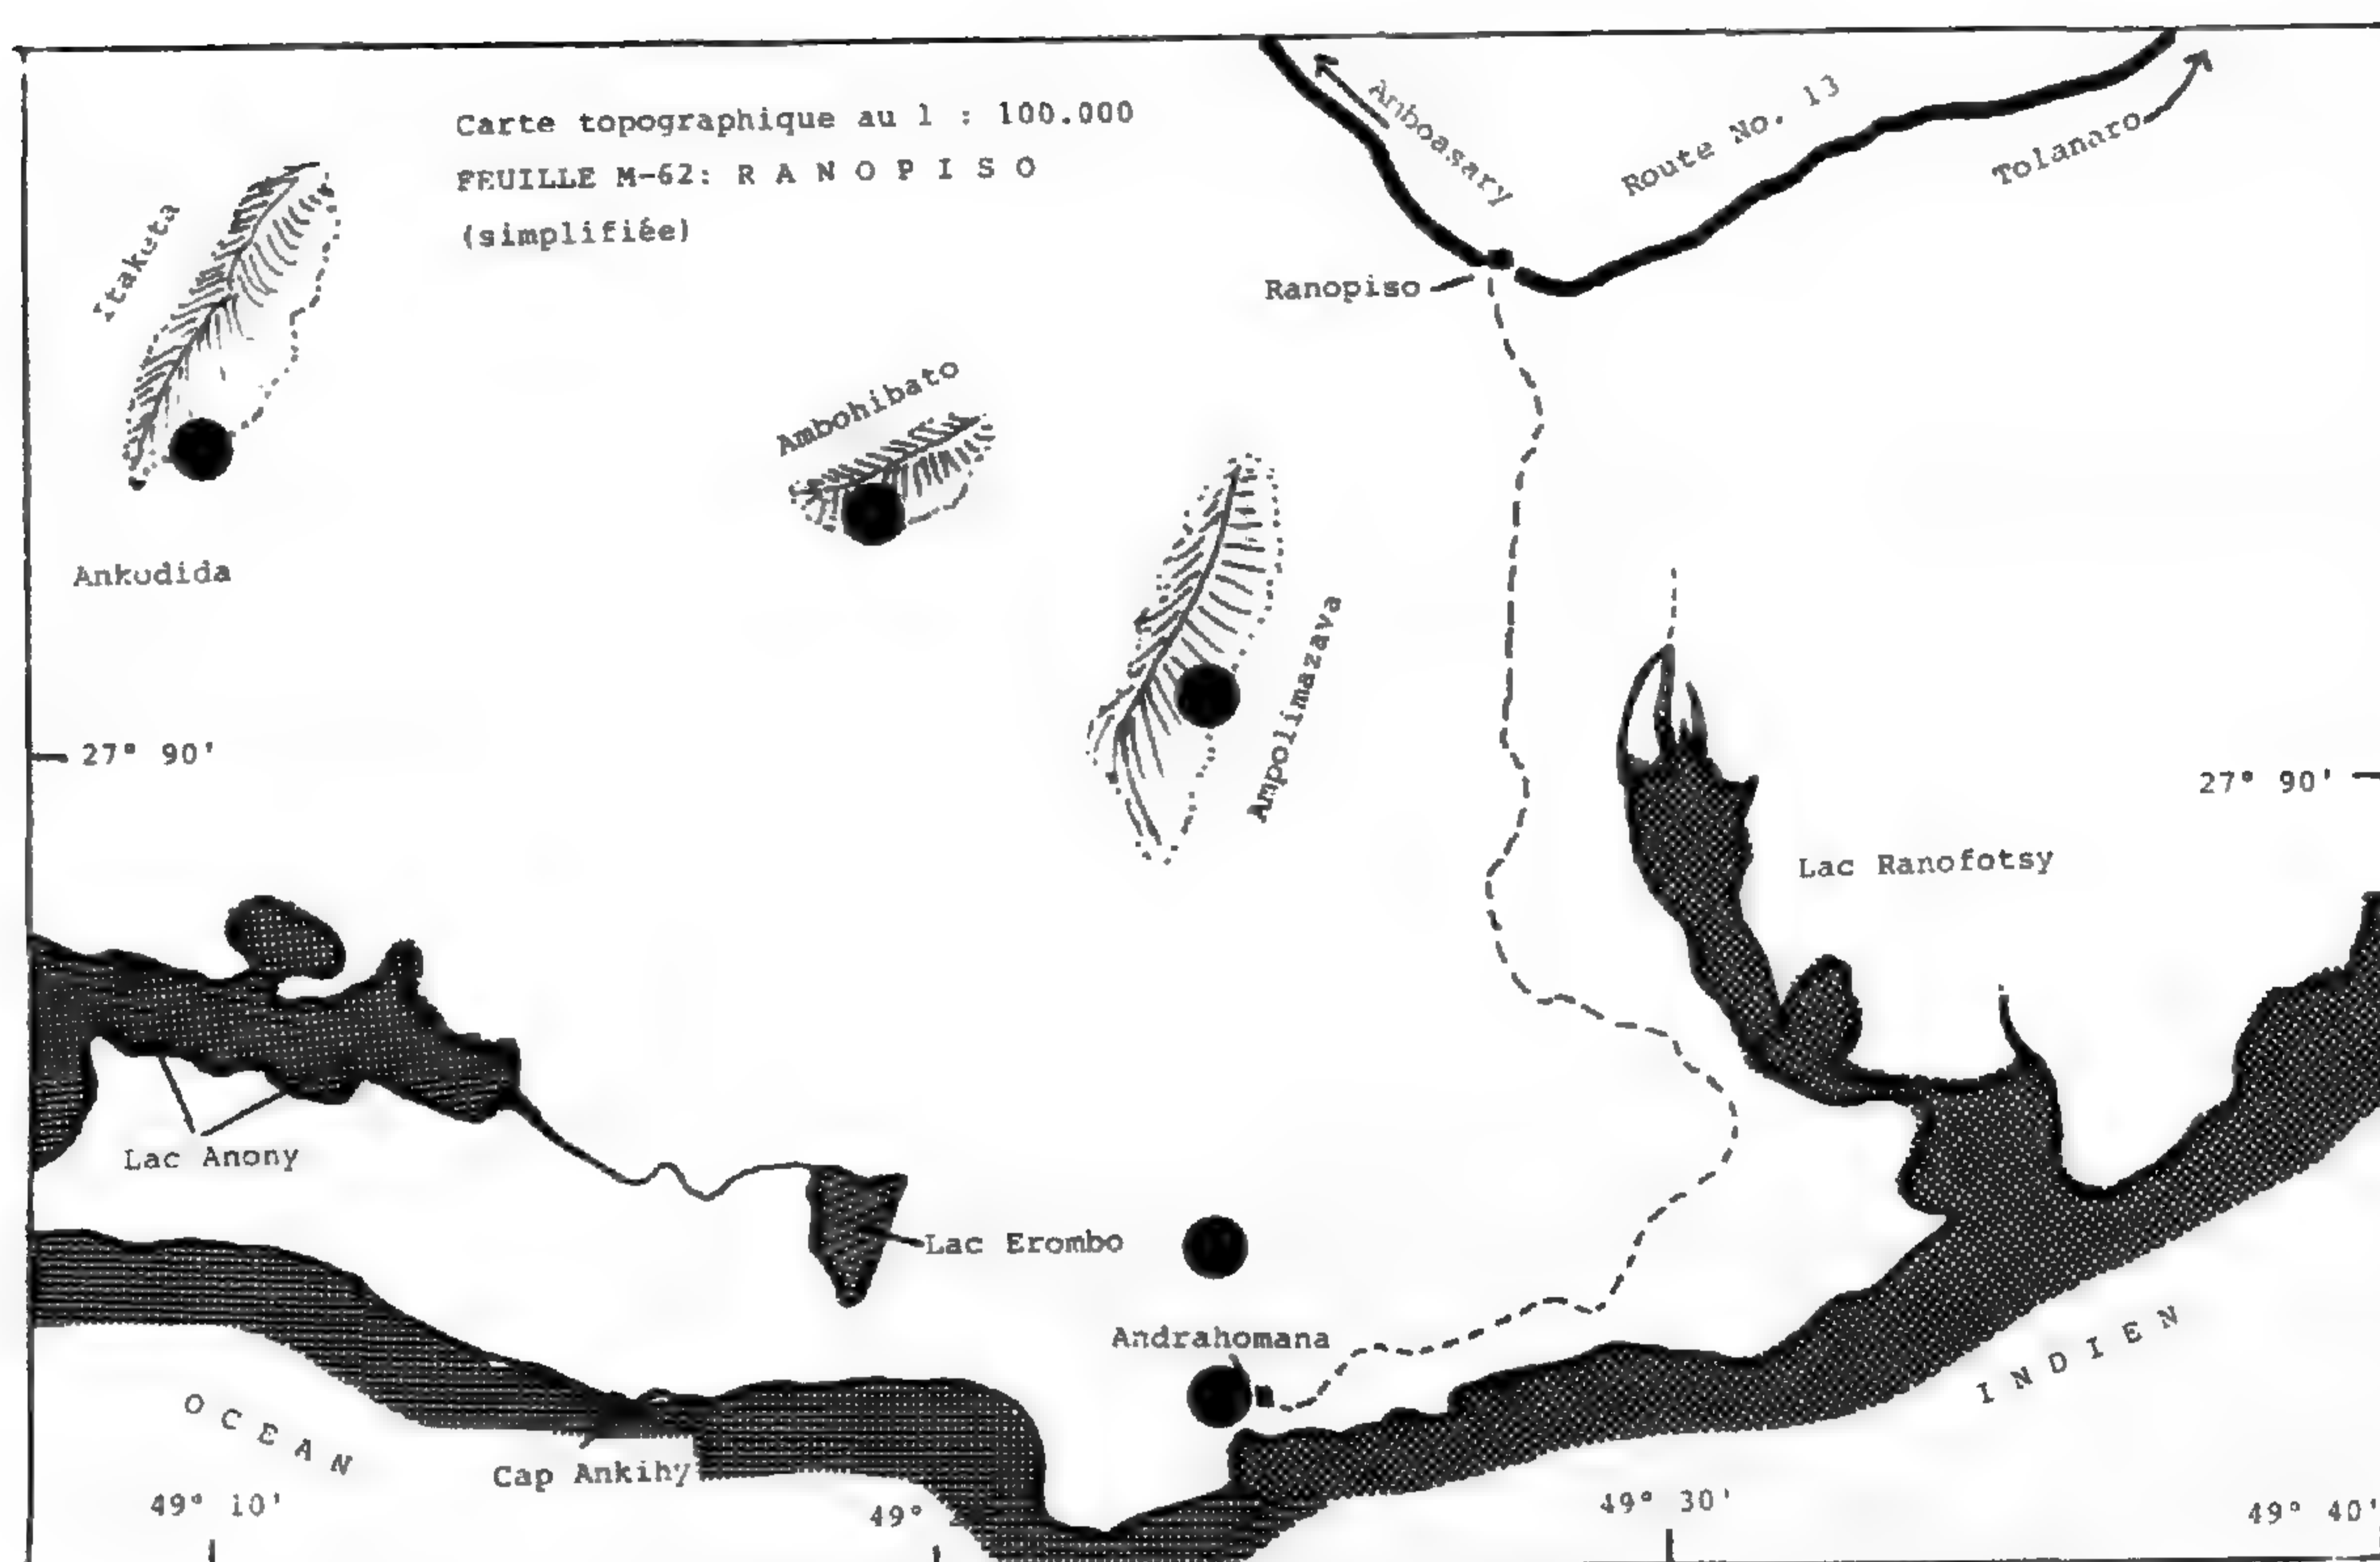 Carte topographique au 1 : 100.000
FEUILLE M-62: R A N O P I S O
(simplifiée)
Anboasary
Route No. 13
Tolanaro
Itakuta
Ranopiso
Ambohibato
Ankodida
Ampolimazava
27° 90'
27° 90'
Lac Ranofotsy
Lac Anony
Lac Erombo
Andrahomana
O C E A N
I N D I E N
Cap Ankihy
49° 10'
49°
49° 30'
49° 40'